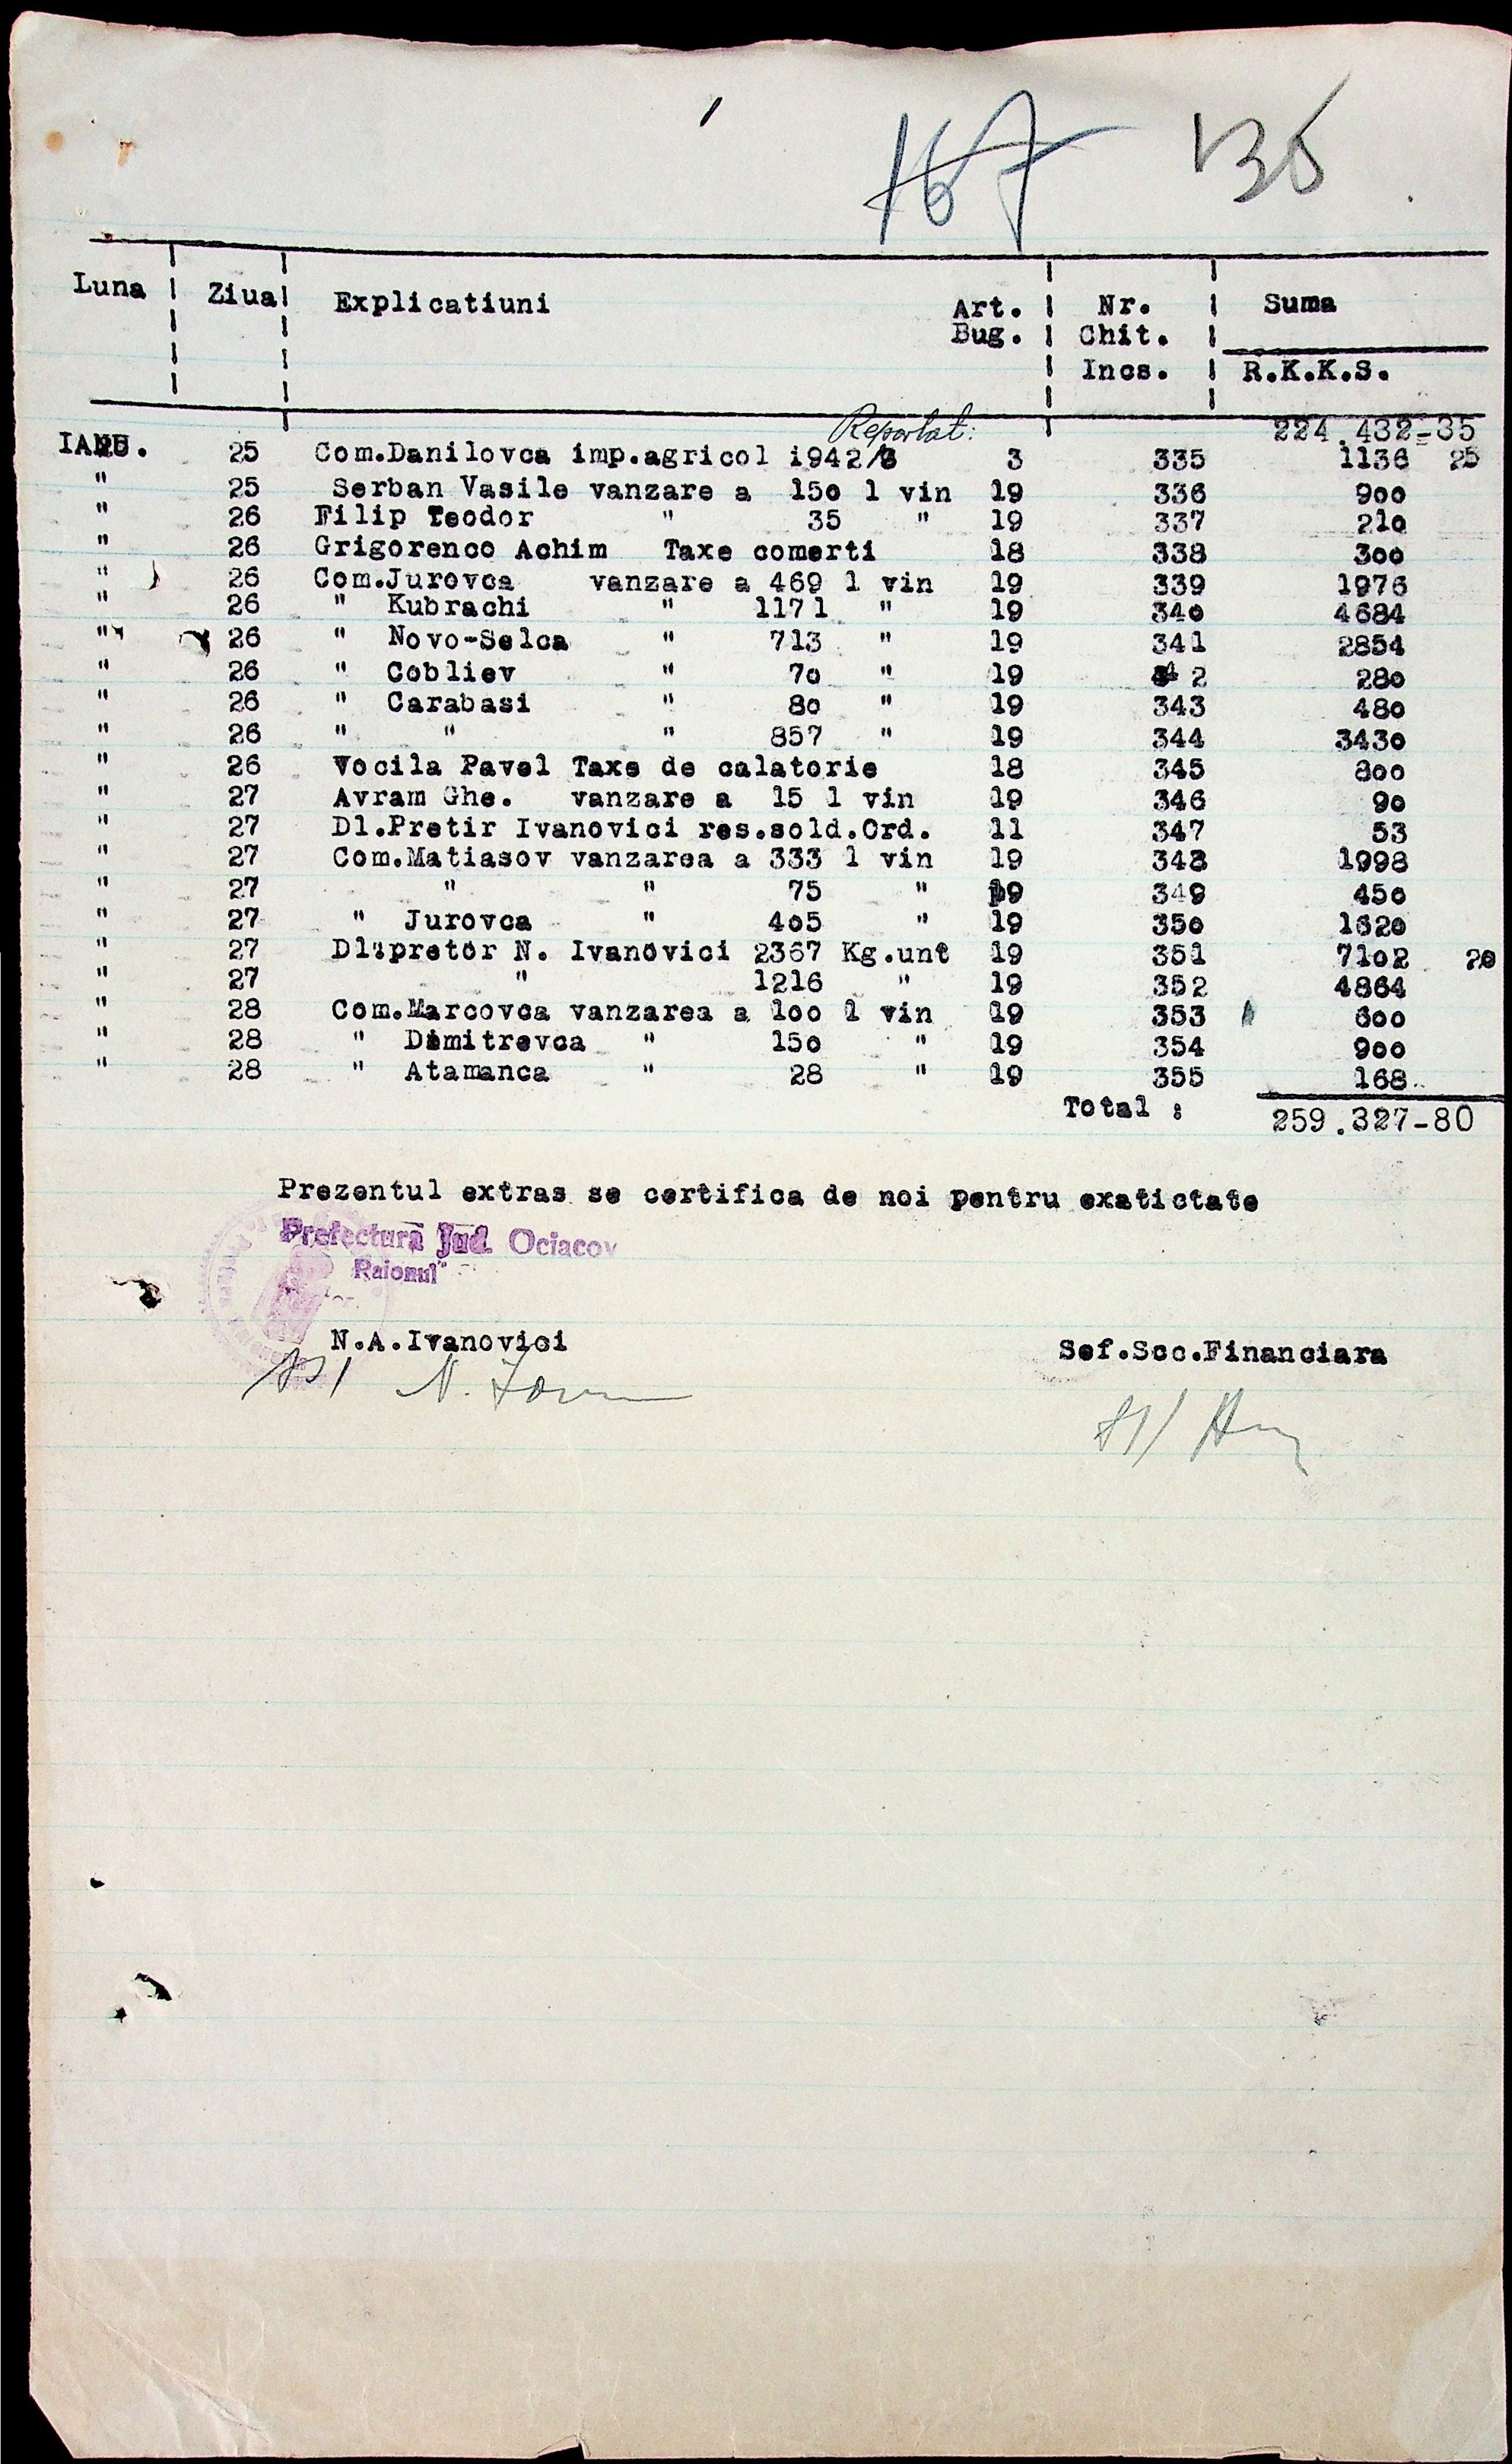 167 135
Luna Ziua Explicatiuni Art. Bug. Nr. Chit. Incs. Suma R.K.K.S.
Reportat: 224.432-35
IANU. 25 Com.Danilovca imp.agricol i942/3 3 335 1136 25
" 25 Serban Vasile vanzare a 15o l vin 19 336 9oo
" 26 Filip Teodor " 35 " 19 337 21o
" 26 Grigorenco Achim Taxe comerti 18 338 3oo
" 26 Com.Jurovca vanzare a 469 l vin 19 339 1976
" 26 " Kubrachi " 1171 " 19 34o 4684
" 26 " Novo-Selca " 713 " 19 341 2854
" 26 " Cobliev " 7o " 19 42 28o
" 26 " Carabasi " 8o " 19 343 48o
" 26 " " " 857 " 19 344 343o
" 26 Vocila Pavel Taxe de calatorie 18 345 8oo
" 27 Avram Ghe. vanzare a 15 l vin 19 346 9o
" 27 Dl.Pretir Ivanovici res.sold.Ord. 11 347 53
" 27 Com.Matiasov vanzarea a 333 l vin 19 348 1998
" 27 " " 75 " 19 349 45o
" 27 " Jurovca " 4o5 " 19 35o 162o
" 27 Dl.pretor N. Ivanovici 2367 Kg.unt 19 351 71o2 2o
" 27 " 1216 " 19 352 4864
" 28 Com.Marcovca vanzarea a 1oo l vin 19 353 6oo
" 28 " Dimitrevca " 15o " 19 354 9oo
" 28 " Atamanca " 28 " 19 355 168
Total : 259.327-80
Prezentul extras se certifica de noi pentru exatictate
Prefectura Jud. Ociacov
Raionul
N.A.Ivanovici
Sef.Scc.Financiara